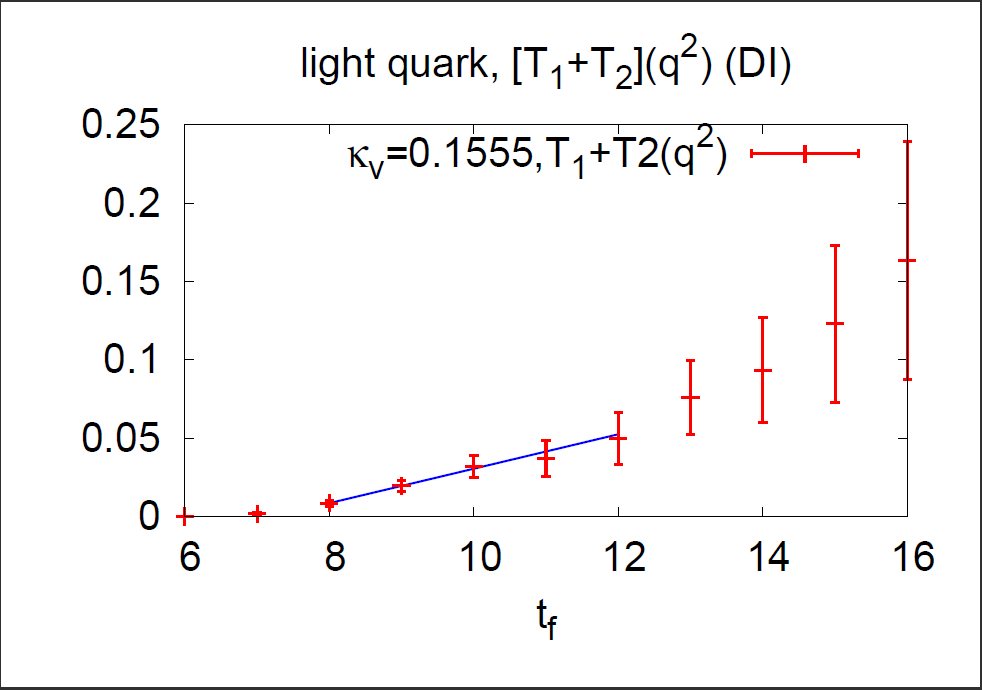 light quark, [T₁+T₂](q²) (DI)
κᵥ=0.1555,T₁+T2(q²)
0.25
0.2
0.15
0.1
0.05
0
6 8 10 12 14 16
t_f